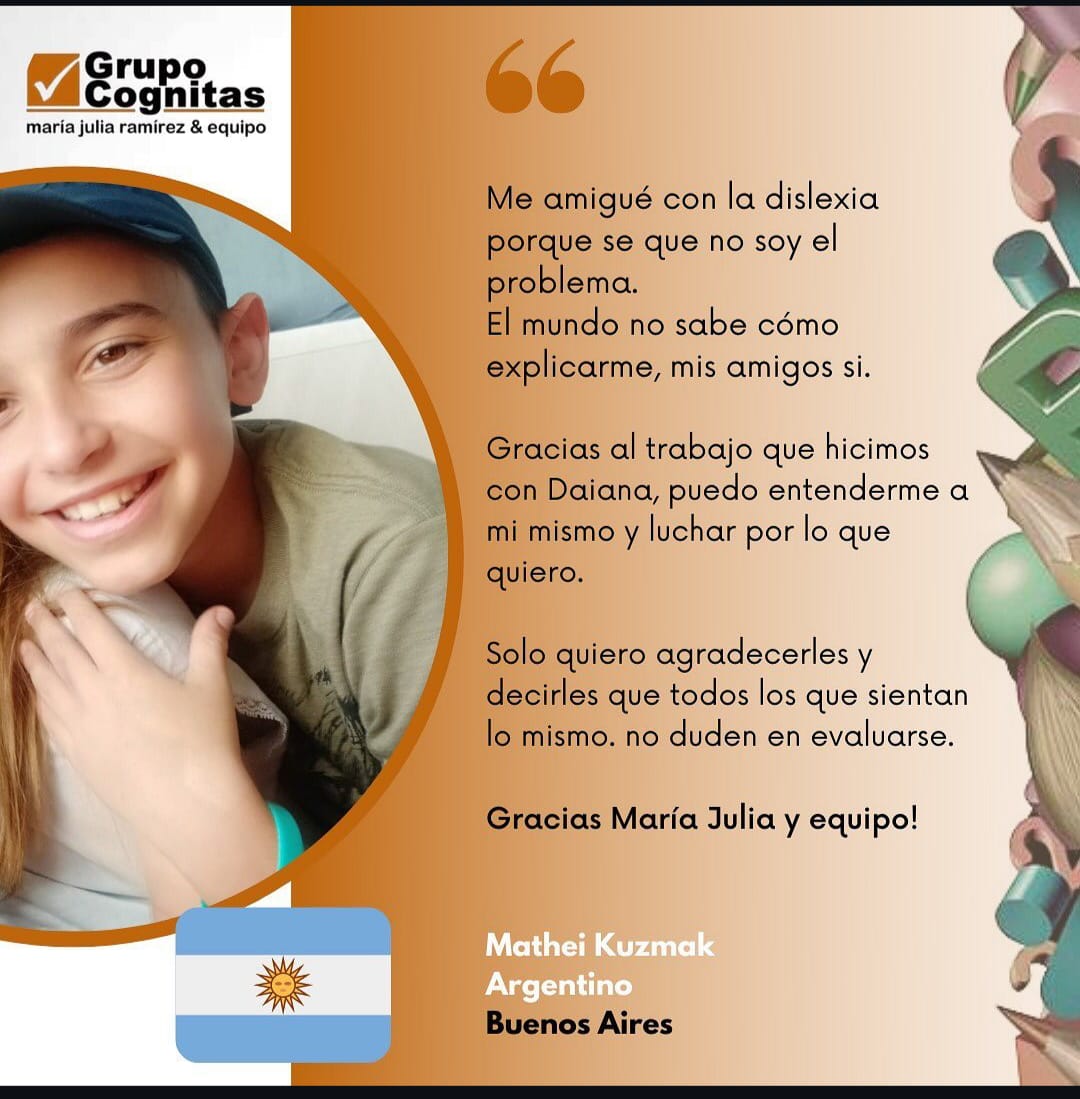 Grupo
Cognitas
maría julia ramírez & equipo
Me amigué con la dislexia
porque se que no soy el
problema.
El mundo no sabe cómo
explicarme, mis amigos si.
Gracias al trabajo que hicimos
con Daiana, puedo entenderme a
mi mismo y luchar por lo que
quiero.
Solo quiero agradecerles y
decirles que todos los que sientan
lo mismo. no duden en evaluarse.
Gracias María Julia y equipo!
Mathei Kuzmak
Argentino
Buenos Aires